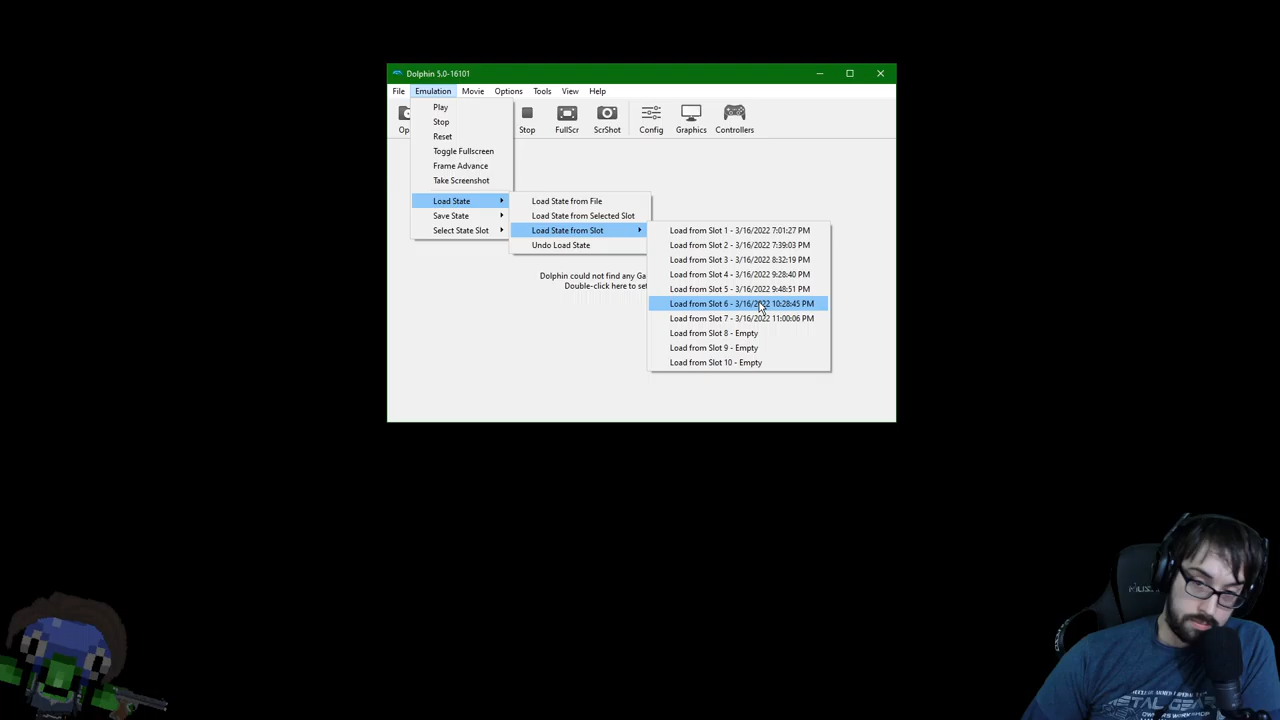 Dolphin 5.0-16101
File Emulation Movie Options Tools View Help
Play
Stop
Reset
Toggle Fullscreen
Frame Advance
Take Screenshot
Load State
Save State
Select State Slot
Op
Stop
FullScr
ScrShot
Config
Graphics
Controllers
Load State from File
Load State from Selected Slot
Load State from Slot
Undo Load State
Load from Slot 1 - 3/16/2022 7:01:27 PM
Load from Slot 2 - 3/16/2022 7:39:03 PM
Load from Slot 3 - 3/16/2022 8:32:19 PM
Load from Slot 4 - 3/16/2022 9:28:40 PM
Load from Slot 5 - 3/16/2022 9:48:51 PM
Load from Slot 6 - 3/16/2022 10:28:45 PM
Load from Slot 7 - 3/16/2022 11:00:06 PM
Load from Slot 8 - Empty
Load from Slot 9 - Empty
Load from Slot 10 - Empty
Dolphin could not find any Ga
Double-click here to set
METAL GEAR